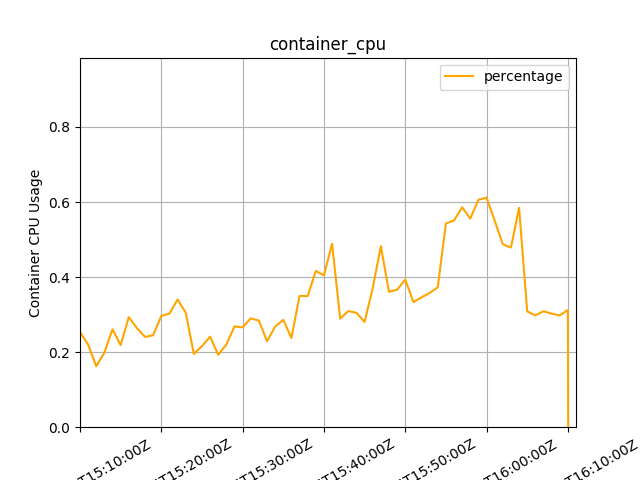 container_cpu
percentage
Container CPU Usage
0.8
0.6
0.4
0.2
0.0
T15:10:00Z
T15:20:00Z
T15:30:00Z
T15:40:00Z
T15:50:00Z
T16:00:00Z
T16:10:00Z